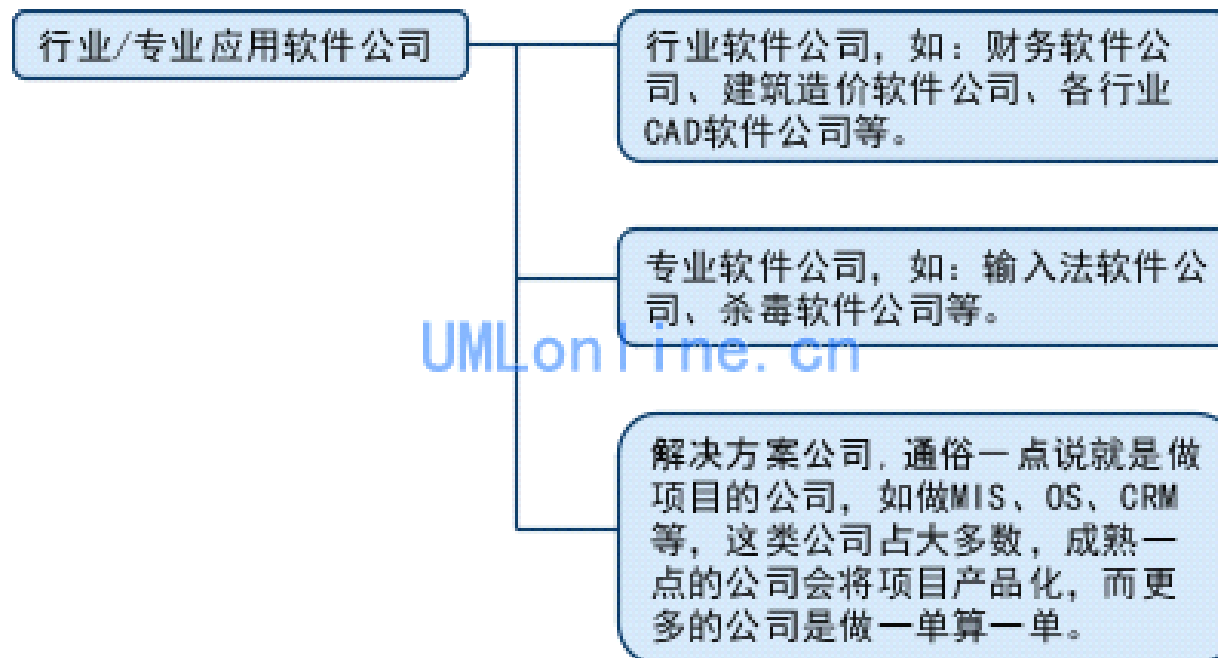 行业/专业应用软件公司
行业软件公司，如：财务软件公
司、建筑造价软件公司、各行业
CAD软件公司等。
专业软件公司，如：输入法软件公
司、杀毒软件公司等。
UMLonline.cn
解决方案公司，通俗一点说就是做
项目的公司，如做MIS、OS、CRM
等，这类公司占大多数，成熟一
点的公司会将项目产品化，而更
多的公司是做一单算一单。